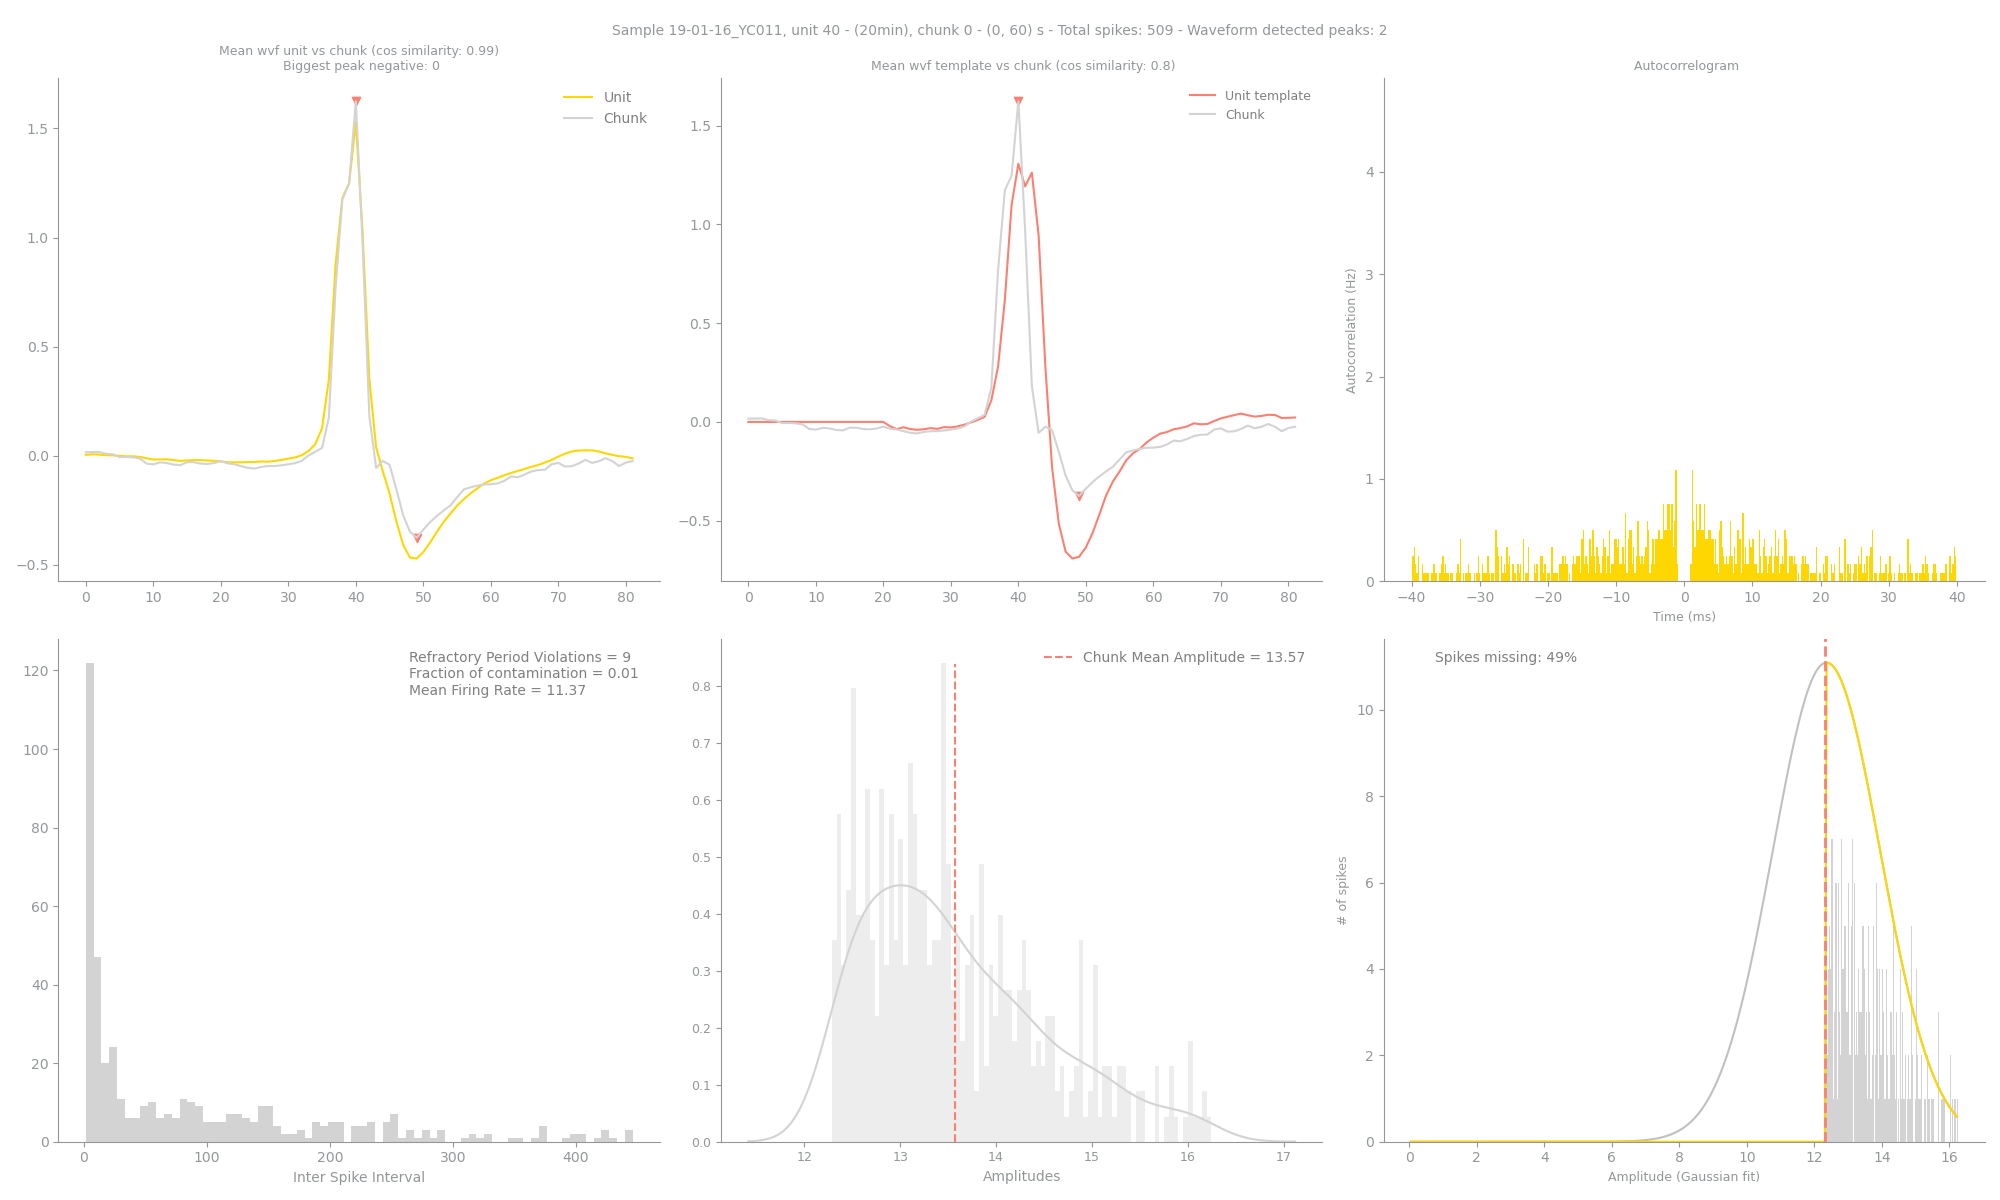 Sample 19-01-16_YC011, unit 40 - (20min), chunk 0 - (0, 60) s - Total spikes: 509 - Waveform detected peaks: 2
Mean wvf unit vs chunk (cos similarity: 0.99)
Biggest peak negative: 0
Unit
Chunk
1.5
1.0
0.5
0.0
−0.5
0 10 20 30 40 50 60 70 80
Mean wvf template vs chunk (cos similarity: 0.8)
Unit template
Chunk
1.5
1.0
0.5
0.0
−0.5
0 10 20 30 40 50 60 70 80
Autocorrelogram
Autocorrelation (Hz)
4
3
2
1
0
−40 −30 −20 −10 0 10 20 30 40
Time (ms)
Refractory Period Violations = 9
Fraction of contamination = 0.01
Mean Firing Rate = 11.37
120
100
80
60
40
20
0
0 100 200 300 400
Inter Spike Interval
Chunk Mean Amplitude = 13.57
0.8
0.7
0.6
0.5
0.4
0.3
0.2
0.1
0.0
12 13 14 15 16 17
Amplitudes
Spikes missing: 49%
# of spikes
10
8
6
4
2
0
0 2 4 6 8 10 12 14 16
Amplitude (Gaussian fit)